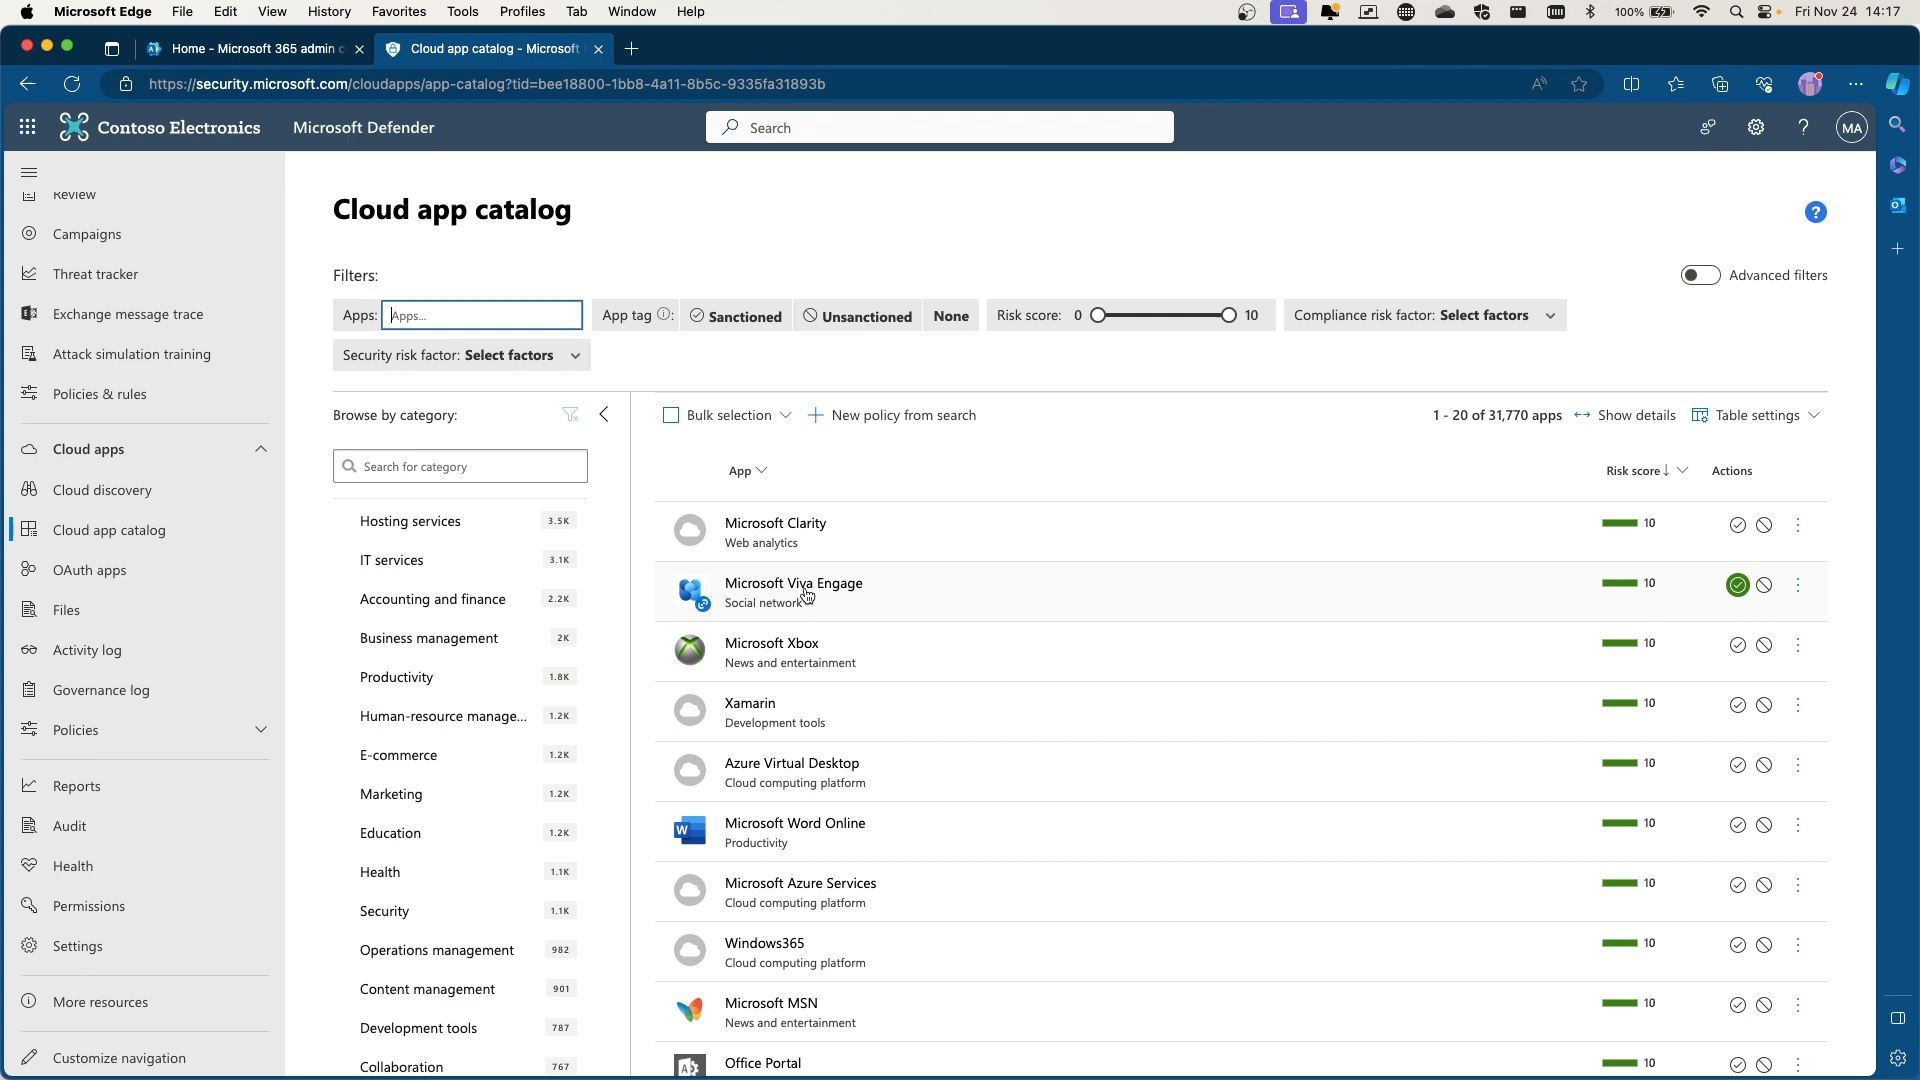 Microsoft Edge File Edit View History Favorites Tools Profiles Tab Window Help
100% Fri Nov 24 14:17
Home - Microsoft 365 admin c
Cloud app catalog - Microsoft
https://security.microsoft.com/cloudapps/app-catalog?tid=bee18800-1bb8-4a11-8b5c-9335fa31893b
Contoso Electronics Microsoft Defender
Search
MA
Review
Campaigns
Threat tracker
Exchange message trace
Attack simulation training
Policies & rules
Cloud apps
Cloud discovery
Cloud app catalog
OAuth apps
Files
Activity log
Governance log
Policies
Reports
Audit
Health
Permissions
Settings
More resources
Customize navigation
Cloud app catalog
Filters:
Advanced filters
Apps: Apps...
App tag: Sanctioned Unsanctioned None
Risk score: 0 10
Compliance risk factor: Select factors
Security risk factor: Select factors
Browse by category:
Search for category
Hosting services 3.5K
IT services 3.1K
Accounting and finance 2.2K
Business management 2K
Productivity 1.8K
Human-resource manage... 1.2K
E-commerce 1.2K
Marketing 1.2K
Education 1.2K
Health 1.1K
Security 1.1K
Operations management 982
Content management 901
Development tools 787
Collaboration 767
Bulk selection New policy from search
1 - 20 of 31,770 apps Show details Table settings
App Risk score Actions
Microsoft Clarity 10
Web analytics
Microsoft Viva Engage 10
Social network
Microsoft Xbox 10
News and entertainment
Xamarin 10
Development tools
Azure Virtual Desktop 10
Cloud computing platform
Microsoft Word Online 10
Productivity
Microsoft Azure Services 10
Cloud computing platform
Windows365 10
Cloud computing platform
Microsoft MSN 10
News and entertainment
Office Portal 10